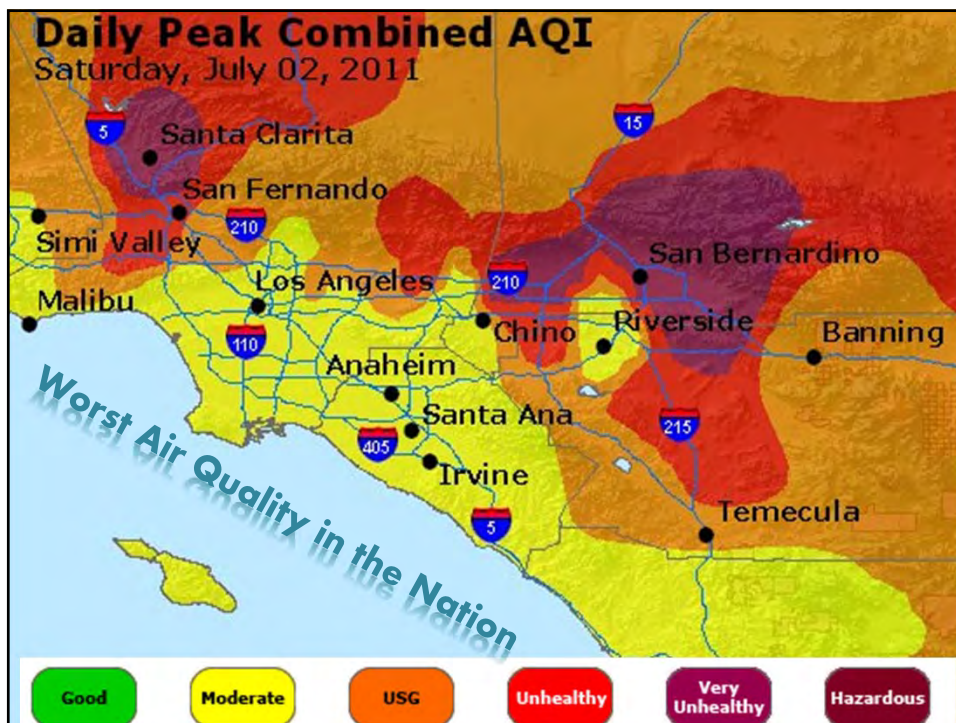 Daily Peak Combined AQI
Saturday, July 02, 2011
5
15
Santa Clarita
San Fernando
210
Simi Valley
San Bernardino
Los Angeles
210
Malibu
Chino
Riverside
Banning
110
Anaheim
Santa Ana
405
215
Irvine
Temecula
5
Worst Air Quality in the Nation
Good
Moderate
USG
Unhealthy
Very
Unhealthy
Hazardous